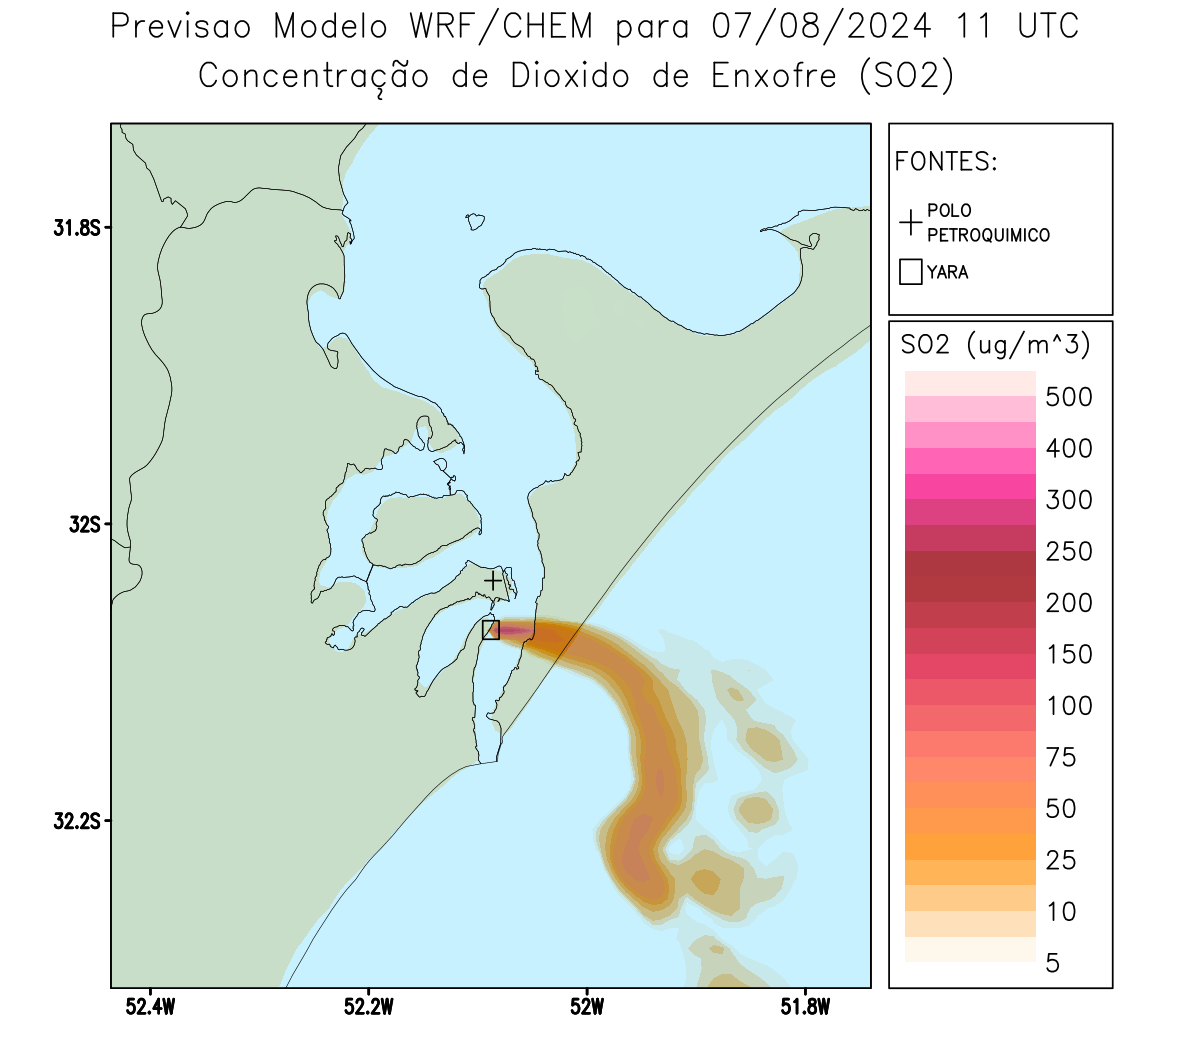 Previsao Modelo WRF/CHEM para 07/08/2024 11 UTC
Concentração de Dioxido de Enxofre (SO2)
FONTES:
POLO
PETROQUIMICO
YARA
SO2 (ug/m^3)
500
400
300
250
200
150
100
75
50
25
10
5
31.8S
32S
32.2S
52.4W
52.2W
52W
51.8W